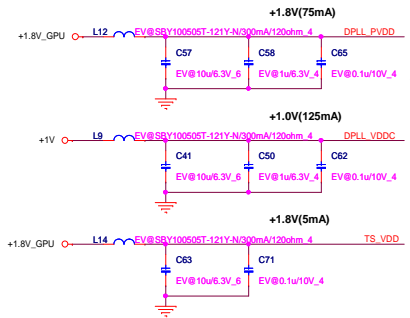 +1.8V(75mA)
+1.8V_GPU L12 EV@SBY100505T-121Y-N/300mA/120ohm_4 DPLL_PVDD
C57 C58 C65
EV@10u/6.3V_6 EV@1u/6.3V_4 EV@0.1u/10V_4
+1.0V(125mA)
+1V L9 EV@SBY100505T-121Y-N/300mA/120ohm_4 DPLL_VDDC
C41 C50 C62
EV@10u/6.3V_6 EV@1u/6.3V_4 EV@0.1u/10V_4
+1.8V(5mA)
+1.8V_GPU L14 EV@SBY100505T-121Y-N/300mA/120ohm_4 TS_VDD
C63 C71
EV@10u/6.3V_6 EV@0.1u/10V_4